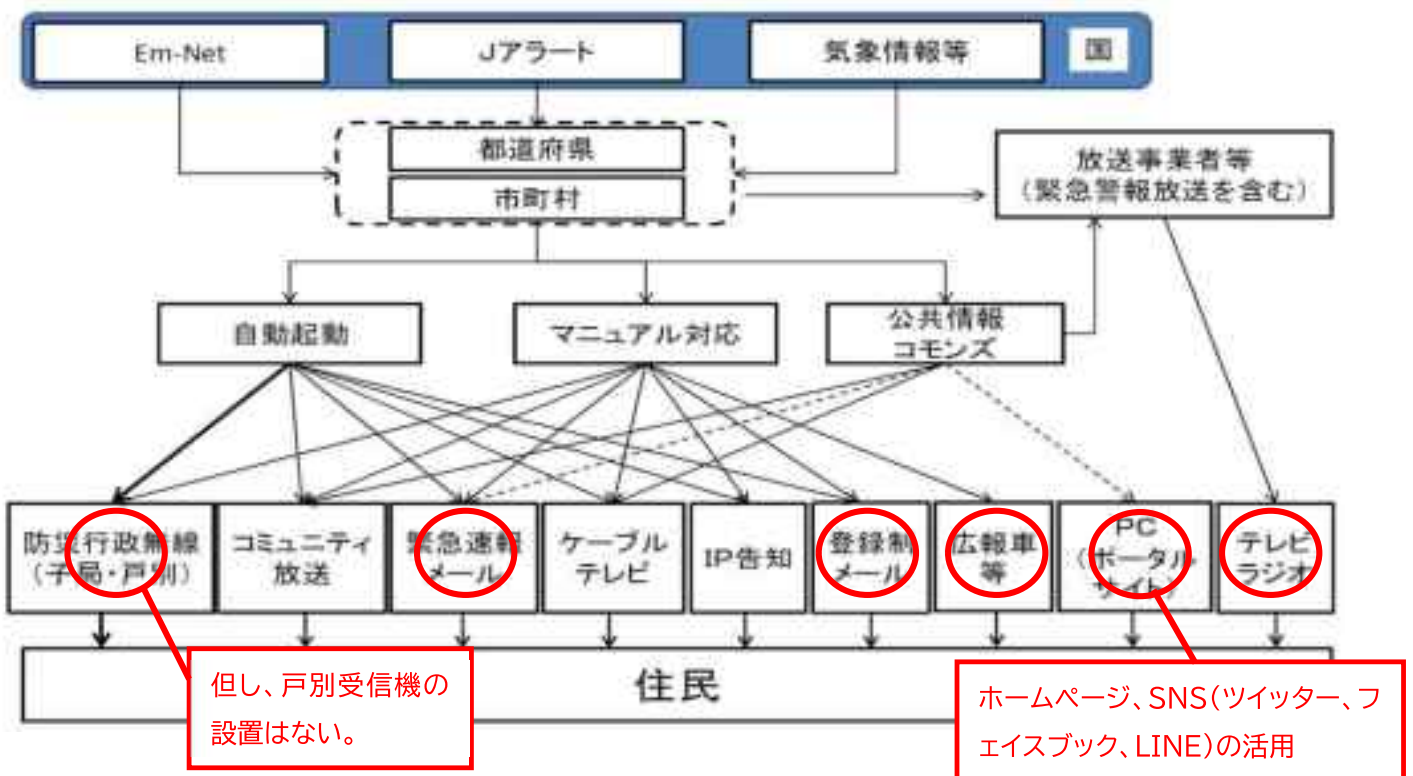 Em-Net
Jアラート
気象情報等
国
都道府県
市町村
放送事業者等
(緊急警報放送を含む)
自動起動
マニュアル対応
公共情報
コモンズ
防災行政無線
(子局・戸別)
コミュニティ
放送
緊急速報
メール
ケーブル
テレビ
IP告知
登録制
メール
広報車
等
PC
(ポータル
サイト)
テレビ
ラジオ
住民
但し、戸別受信機の
設置はない。
ホームページ、SNS(ツイッター、フ
ェイスブック、LINE)の活用